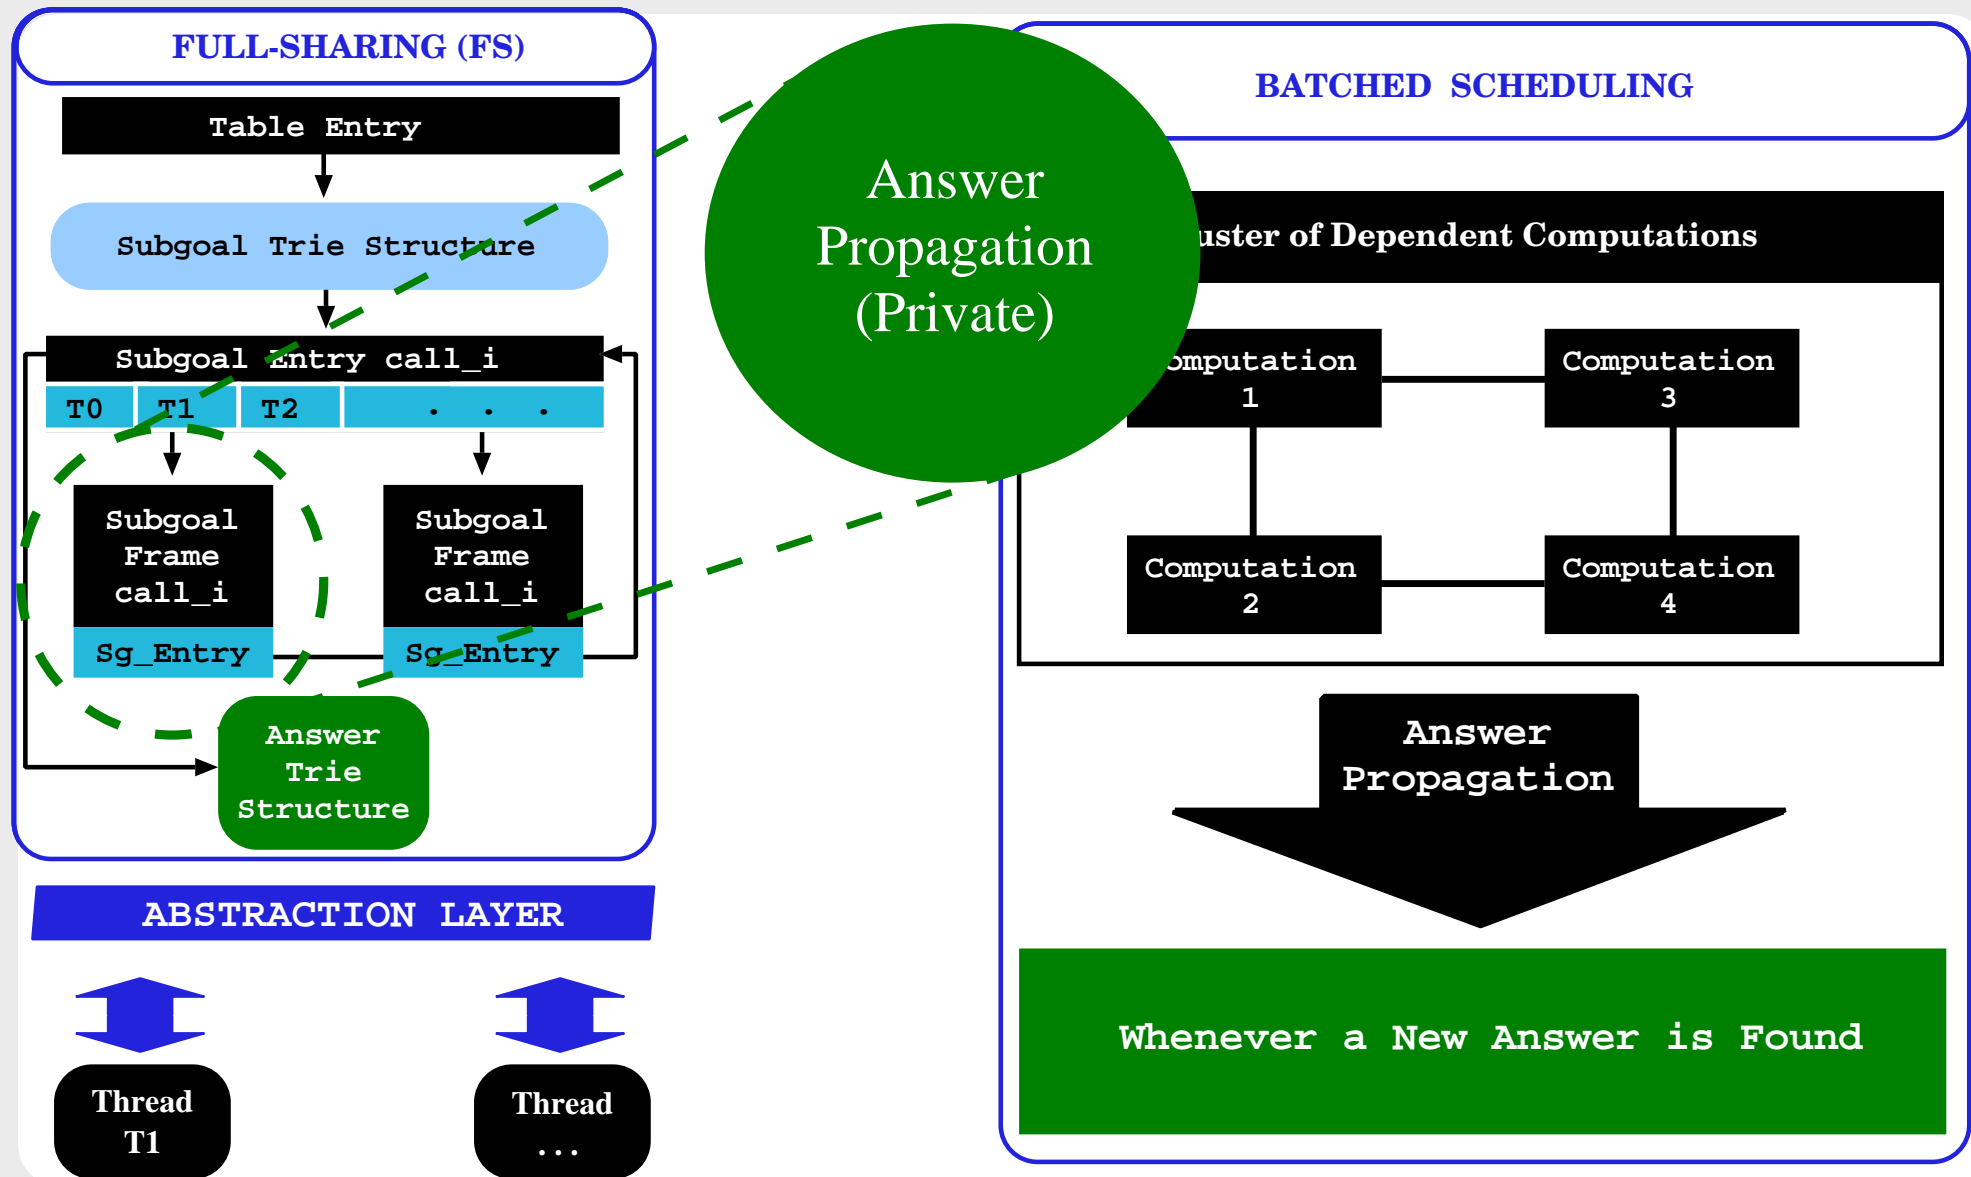 FULL-SHARING (FS)
Table Entry
Subgoal Trie Structure
Subgoal Entry call_i
T0 T1 T2 . . .
Subgoal
Frame
call_i
Sg_Entry
Subgoal
Frame
call_i
Sg_Entry
Answer
Trie
Structure
ABSTRACTION LAYER
Thread
T1
Thread
...
Answer
Propagation
(Private)
BATCHED SCHEDULING
of Dependent Computations
Computation
1
Computation
3
Computation
2
Computation
4
Answer
Propagation
Whenever a New Answer is Found